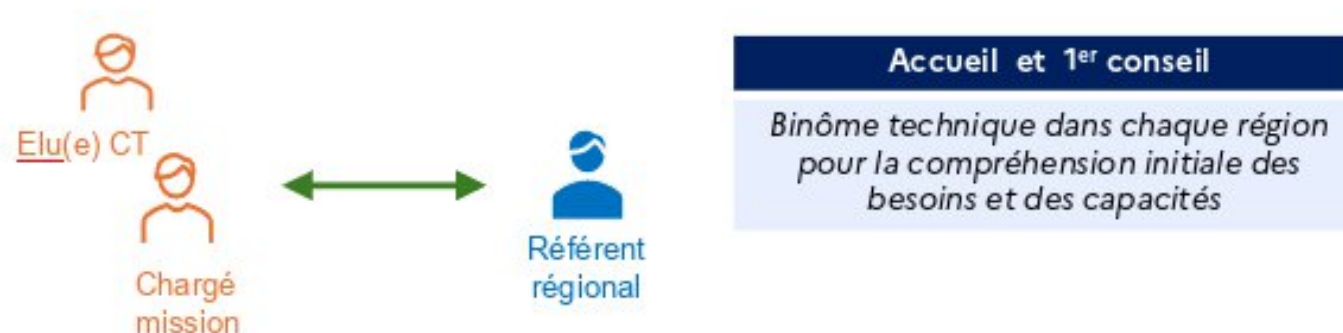 Elu(e) CT
Chargé
mission
Référent
régional
Accueil et 1er conseil
Binôme technique dans chaque région
pour la compréhension initiale des
besoins et des capacités